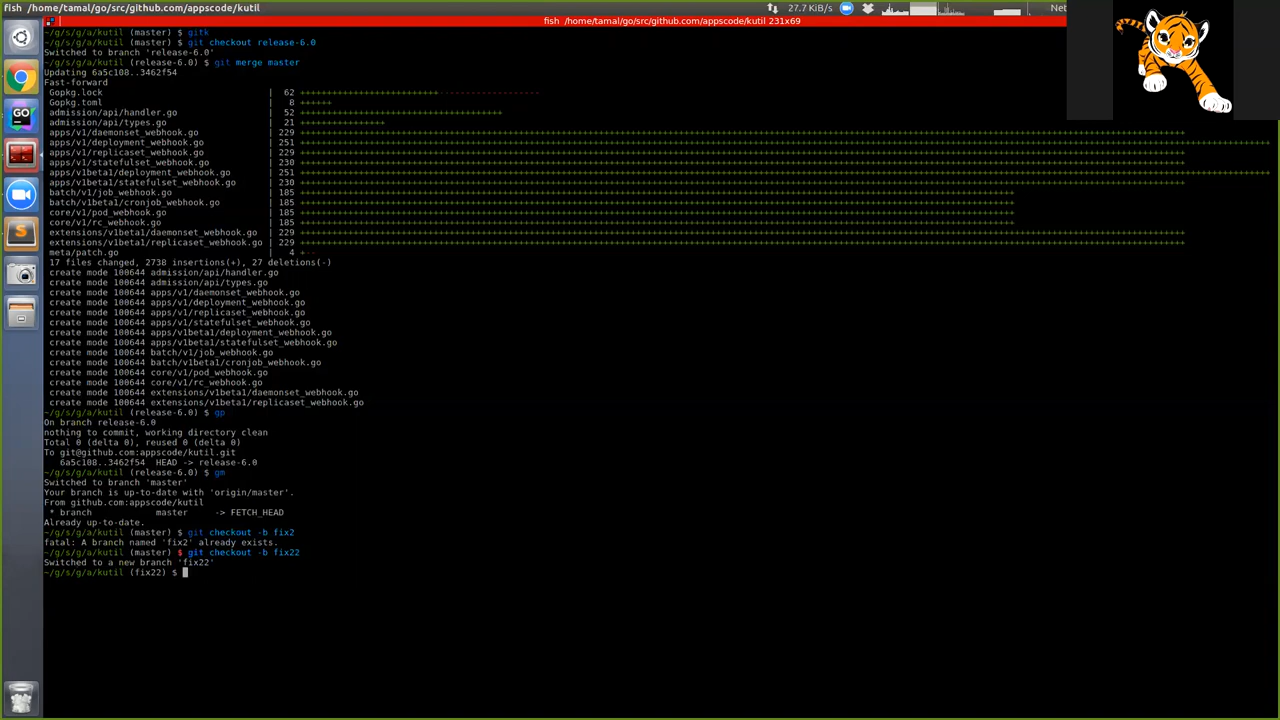 fish /home/tamal/go/src/github.com/appscode/kutil
27.7 KiB/s
Net
fish /home/tamal/go/src/github.com/appscode/kutil 231x69
~/g/s/g/a/kutil (master) $ gitk
~/g/s/g/a/kutil (master) $ git checkout release-6.0
Switched to branch 'release-6.0'
~/g/s/g/a/kutil (release-6.0) $ git merge master
Updating 6a5c108..3462f54
Fast-forward
Gopkg.lock | 62
Gopkg.toml | 8 ++++++
admission/api/handler.go | 52
admission/api/types.go | 21
apps/v1/daemonset_webhook.go | 229
apps/v1/deployment_webhook.go | 251
apps/v1/replicaset_webhook.go | 229
apps/v1/statefulset_webhook.go | 230
apps/v1beta1/deployment_webhook.go | 251
apps/v1beta1/statefulset_webhook.go | 230
batch/v1/job_webhook.go | 185
batch/v1beta1/cronjob_webhook.go | 185
core/v1/pod_webhook.go | 185
core/v1/rc_webhook.go | 185
extensions/v1beta1/daemonset_webhook.go | 229
extensions/v1beta1/replicaset_webhook.go | 229
meta/patch.go | 4 +--
17 files changed, 2738 insertions(+), 27 deletions(-)
create mode 100644 admission/api/handler.go
create mode 100644 admission/api/types.go
create mode 100644 apps/v1/daemonset_webhook.go
create mode 100644 apps/v1/deployment_webhook.go
create mode 100644 apps/v1/replicaset_webhook.go
create mode 100644 apps/v1/statefulset_webhook.go
create mode 100644 apps/v1beta1/deployment_webhook.go
create mode 100644 apps/v1beta1/statefulset_webhook.go
create mode 100644 batch/v1/job_webhook.go
create mode 100644 batch/v1beta1/cronjob_webhook.go
create mode 100644 core/v1/pod_webhook.go
create mode 100644 core/v1/rc_webhook.go
create mode 100644 extensions/v1beta1/daemonset_webhook.go
create mode 100644 extensions/v1beta1/replicaset_webhook.go
~/g/s/g/a/kutil (release-6.0) $ gp
On branch release-6.0
nothing to commit, working directory clean
Total 0 (delta 0), reused 0 (delta 0)
To git@github.com:appscode/kutil.git
6a5c108..3462f54 HEAD -> release-6.0
~/g/s/g/a/kutil (release-6.0) $ gm
Switched to branch 'master'
Your branch is up-to-date with 'origin/master'.
From github.com:appscode/kutil
* branch master -> FETCH_HEAD
Already up-to-date.
~/g/s/g/a/kutil (master) $ git checkout -b fix2
fatal: A branch named 'fix2' already exists.
~/g/s/g/a/kutil (master) $ git checkout -b fix22
Switched to a new branch 'fix22'
~/g/s/g/a/kutil (fix22) $